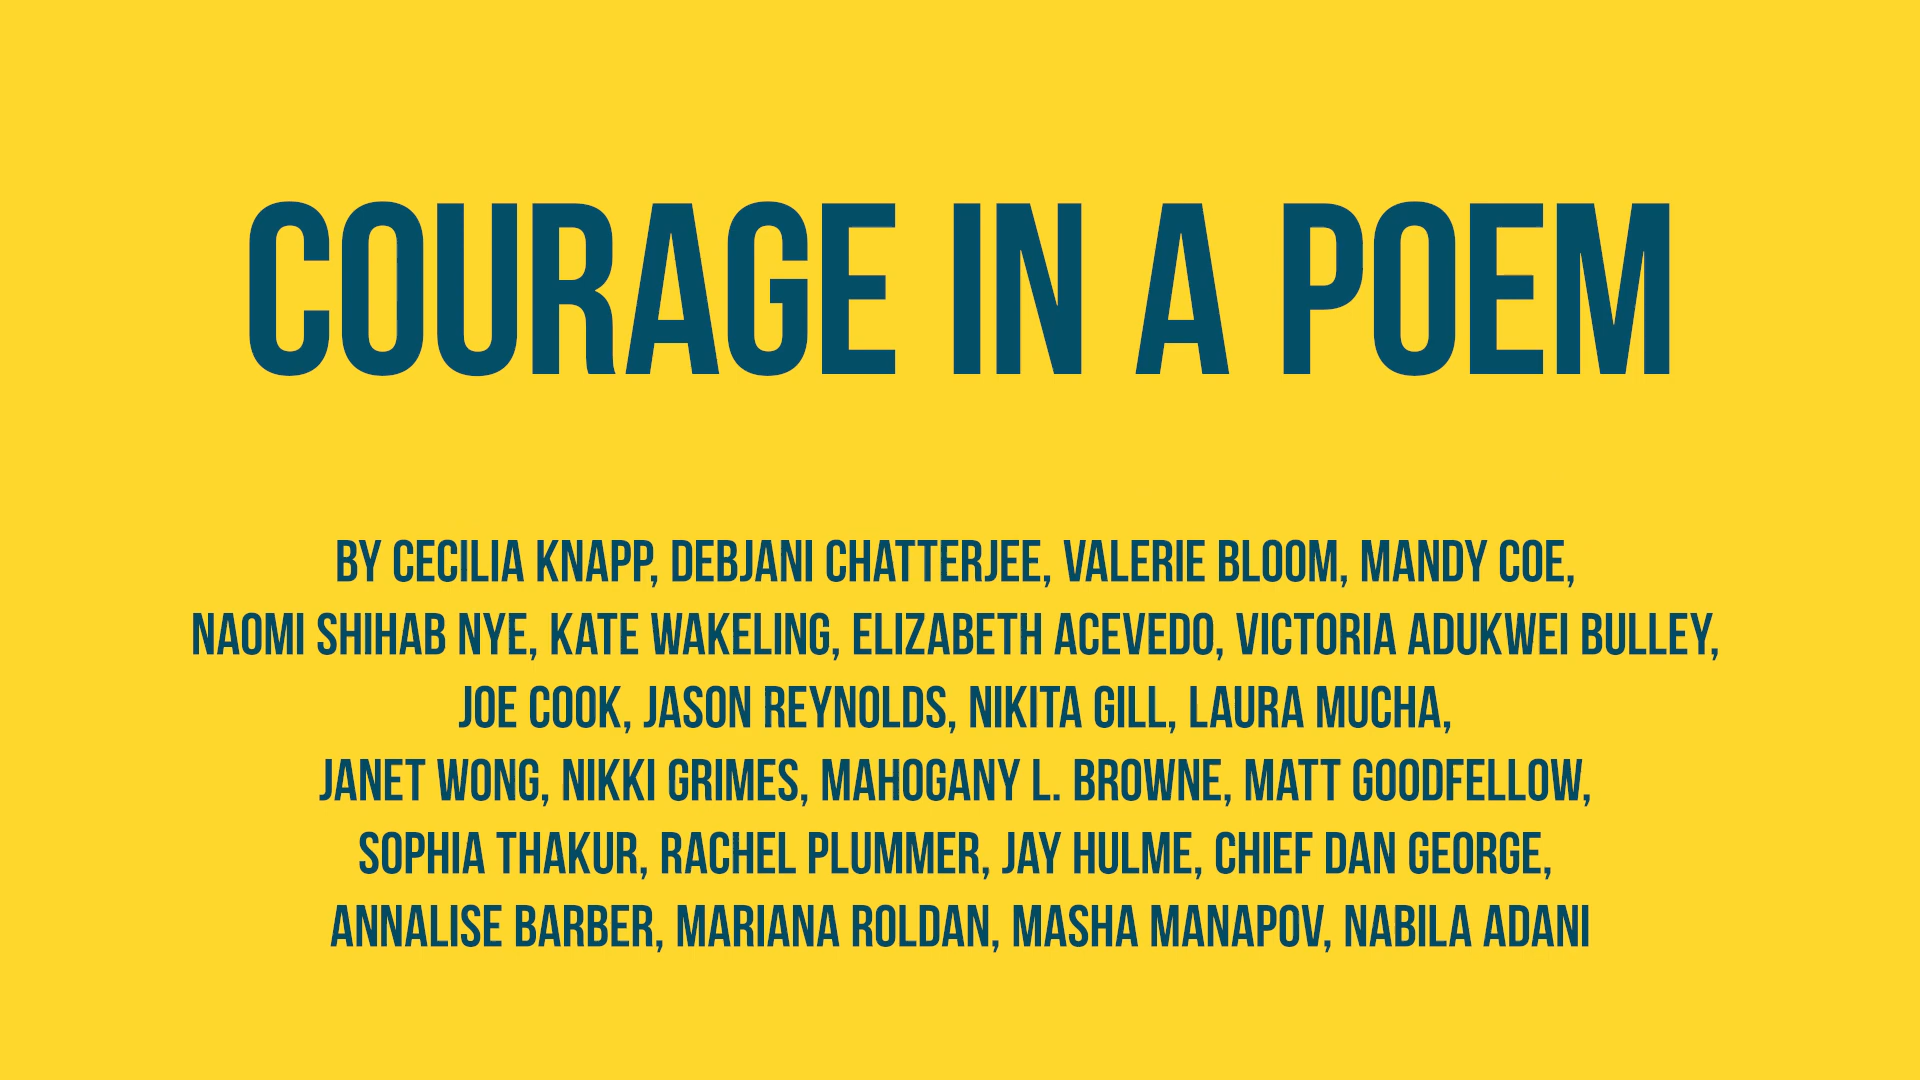 COURAGE IN A POEM
BY CECILIA KNAPP, DEBJANI CHATTERJEE, VALERIE BLOOM, MANDY COE,
NAOMI SHIHAB NYE, KATE WAKELING, ELIZABETH ACEVEDO, VICTORIA ADUKWEI BULLEY,
JOE COOK, JASON REYNOLDS, NIKITA GILL, LAURA MUCHA,
JANET WONG, NIKKI GRIMES, MAHOGANY L. BROWNE, MATT GOODFELLOW,
SOPHIA THAKUR, RACHEL PLUMMER, JAY HULME, CHIEF DAN GEORGE,
ANNALISE BARBER, MARIANA ROLDAN, MASHA MANAPOV, NABILA ADANI